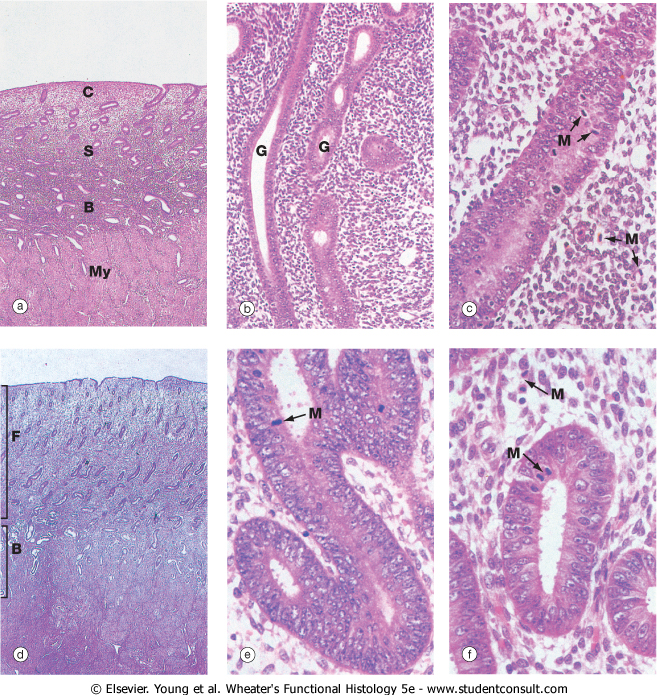 C
S
B
My
a
G G
b
M
M
c
F
B
d
M
e
M
M
f
© Elsevier. Young et al. Wheater's Functional Histology 5e - www.studentconsult.com